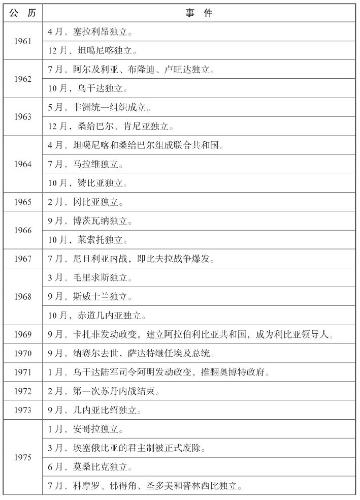 公 历 事 件
1961 4 月，塞拉利昂独立。
12 月，坦噶尼喀独立。
1962 7 月，阿尔及利亚、布隆迪、卢旺达独立。
10 月，乌干达独立。
1963 5 月，非洲统一组织成立。
12 月，桑给巴尔、肯尼亚独立。
1964 4 月，坦噶尼喀和桑给巴尔组成联合共和国。
7 月，马拉维独立。
10 月，赞比亚独立。
1965 2 月，冈比亚独立。
1966 9 月，博茨瓦纳独立。
10 月，莱索托独立。
1967 7 月，尼日利亚内战，即比夫拉战争爆发。
1968 3 月，毛里求斯独立。
9 月，斯威士兰独立。
10 月，赤道几内亚独立。
1969 9 月，卡扎菲发动政变，建立阿拉伯利比亚共和国，成为利比亚领导人。
1970 9 月，纳赛尔去世，萨达特继任埃及总统
1971 1 月，乌干达陆军司令阿明发动政变，推翻奥博特政府。
1972 2 月，第一次苏丹内战结束。
1973 9 月，几内亚比绍独立。
1975 1 月，安哥拉独立。
3 月，埃塞俄比亚的君主制被正式废除。
6 月，莫桑比克独立。
7 月，科摩罗、佛得角、圣多美和普林西比独立。